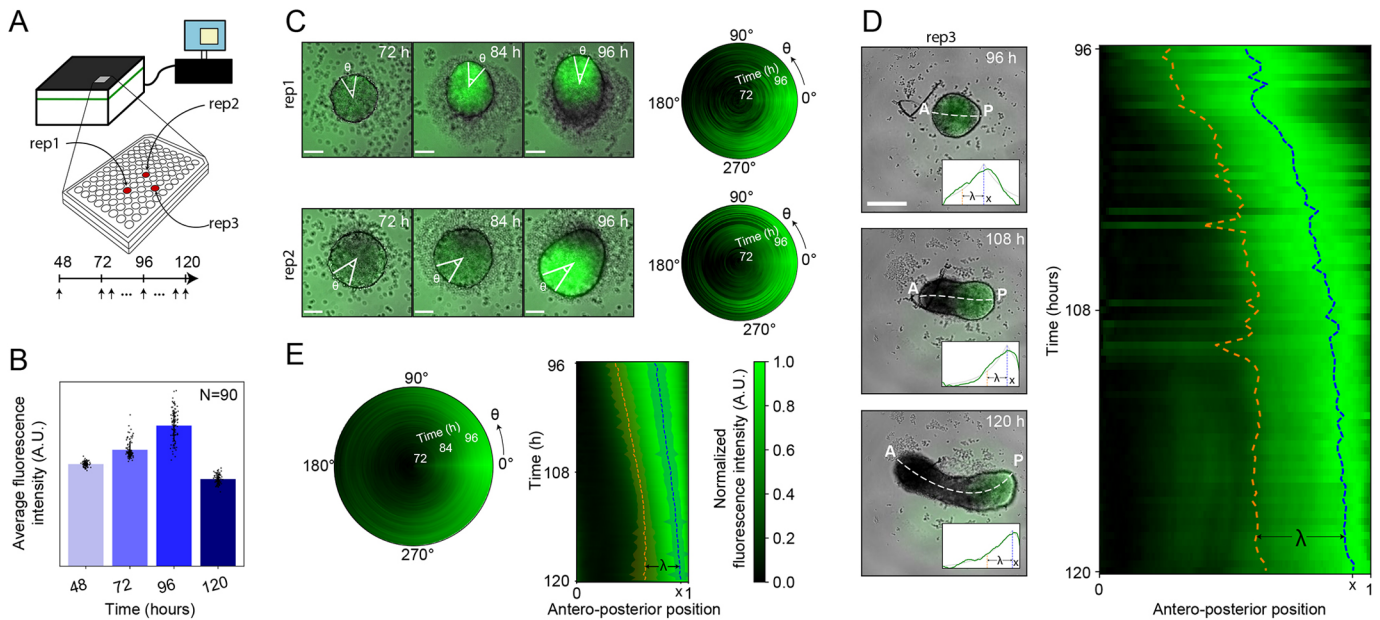 A
rep2
rep1
rep3
48 72 96 120
... ...
B
N=90
Average fluorescence
intensity (A.U.)
48 72 96 120
Time (hours)
C
rep1
72 h
θ
84 h
θ
96 h
θ
90°
θ
Time (h)
96
72
180°
0°
270°
rep2
72 h
θ
84 h
θ
96 h
θ
90°
θ
Time (h)
96
72
180°
0°
270°
D
rep3
96 h
A P
λ x
108 h
A P
λ x
120 h
A P
λ x
96
108
120
Time (hours)
λ
0 x 1
Antero-posterior position
E
90°
θ
Time (h)
96
84
72
180°
0°
270°
96
108
120
Time (h)
λ
0 x 1
Antero-posterior position
1.0
0.8
0.6
0.4
0.2
0.0
Normalized
fluorescence intensity (A.U.)